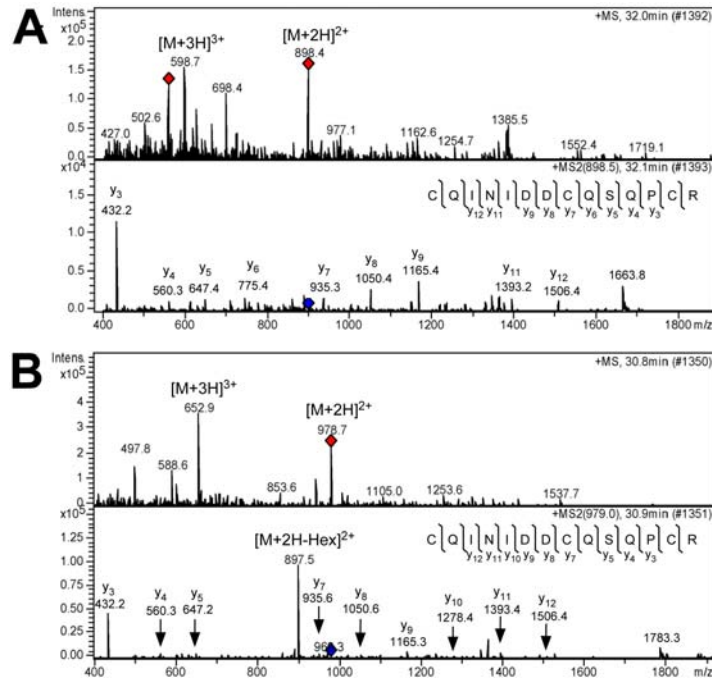 A
Intens
x10^5
+MS, 32.0min (#1392)
[M+3H]3+
598.7
[M+2H]2+
898.4
2.0
1.5
1.0
0.5
0.0
427.0
502.6
698.4
977.1
1162.6
1254.7
1385.5
1552.4
1719.1
x10^4
+MS2(898.5), 32.1min (#1393)
C Q I N I D D C Q S Q P C R
y12 y11 y9 y8 y7 y6 y5 y4 y3
1.5
1.0
0.5
0.0
y3
432.2
y4
560.3
y5
647.4
y6
775.4
y7
935.3
y8
1050.4
y9
1165.4
y11
1393.2
y12
1506.4
1663.8
400 600 800 1000 1200 1400 1600 1800 m/z
B
Intens
x10^5
+MS, 30.8min (#1350)
[M+3H]3+
652.9
[M+2H]2+
978.7
4
3
2
1
0
497.8
588.6
853.6
1105.0
1253.6
1537.7
x10^5
+MS2(979.0), 30.9min (#1351)
C Q I N I D D C Q S Q P C R
y12 y11 y10 y9 y8 y7 y5 y4 y3
1.25
1.00
0.75
0.50
0.25
0.00
[M+2H-Hex]2+
897.5
y3
432.2
y4
560.3
y5
647.2
y7
935.6
y8
1050.6
y9
1165.3
y10
1278.4
y11
1393.4
y12
1506.4
1783.3
400 600 800 1000 1200 1400 1600 1800 m/z